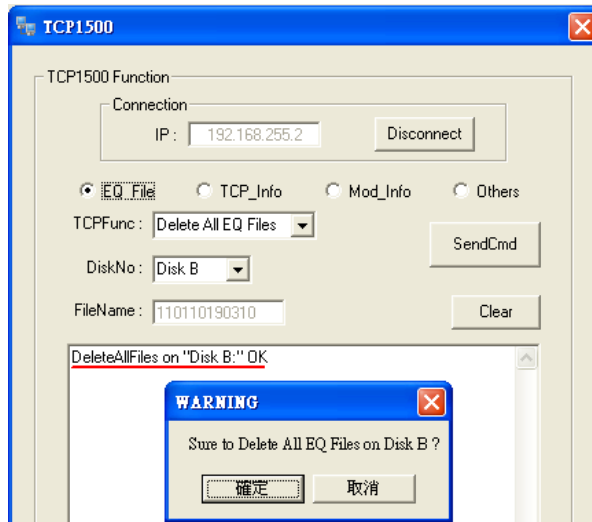 TCP1500
TCP1500 Function
Connection
IP : 192.168.255.2 Disconnect
EQ_File TCP_Info Mod_Info Others
TCPFunc : Delete All EQ Files
SendCmd
DiskNo : Disk B
FileName : 110110190310 Clear
DeleteAllFiles on "Disk B:" OK
WARNING
Sure to Delete All EQ Files on Disk B ?
確定 取消